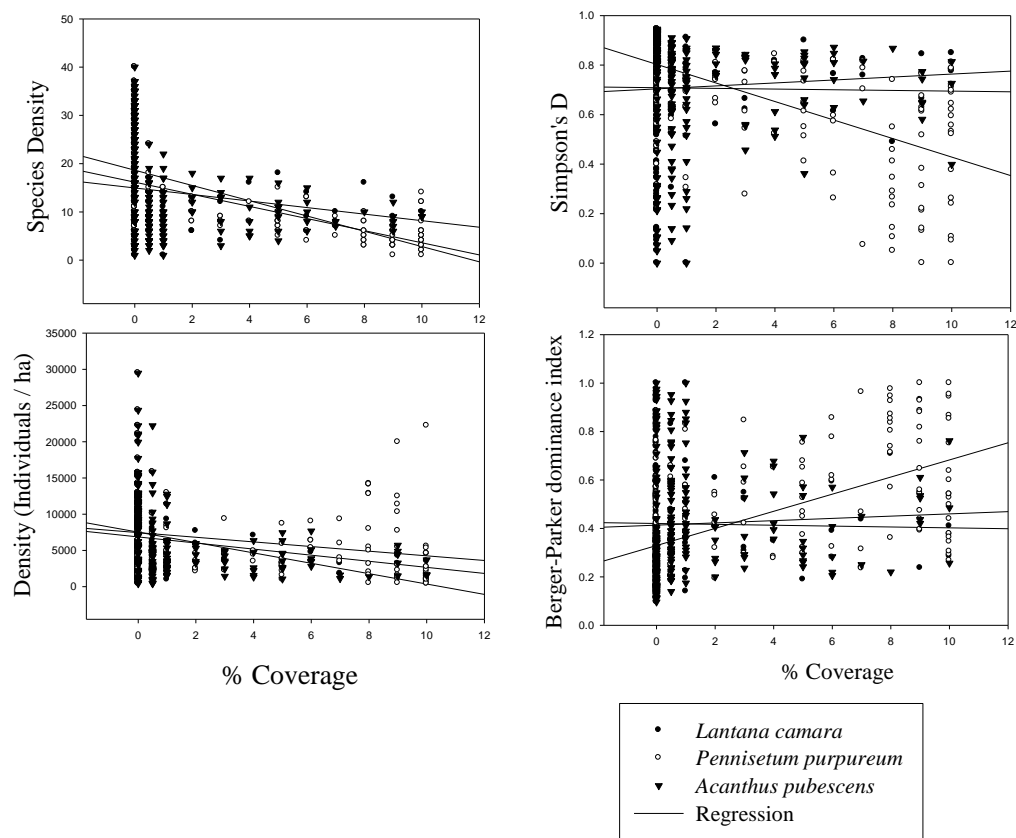 Species Density
50
40
30
20
10
0
0 2 4 6 8 10 12
Simpson's D
1.0
0.8
0.6
0.4
0.2
0.0
0 2 4 6 8 10 12
Density (Individuals / ha)
35000
30000
25000
20000
15000
10000
5000
0
0 2 4 6 8 10 12
% Coverage
Berger-Parker dominance index
1.2
1.0
0.8
0.6
0.4
0.2
0.0
0 2 4 6 8 10 12
% Coverage
Lantana camara
Pennisetum purpureum
Acanthus pubescens
Regression